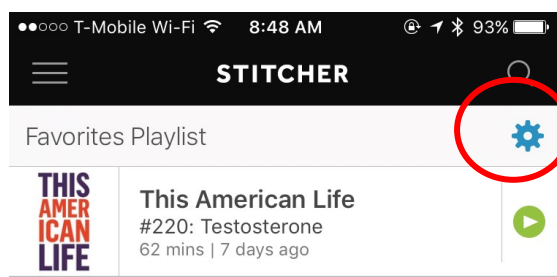 T-Mobile Wi-Fi 8:48 AM 93%
STITCHER
Favorites Playlist
THIS
AMER
ICAN
LIFE
This American Life
#220: Testosterone
62 mins | 7 days ago